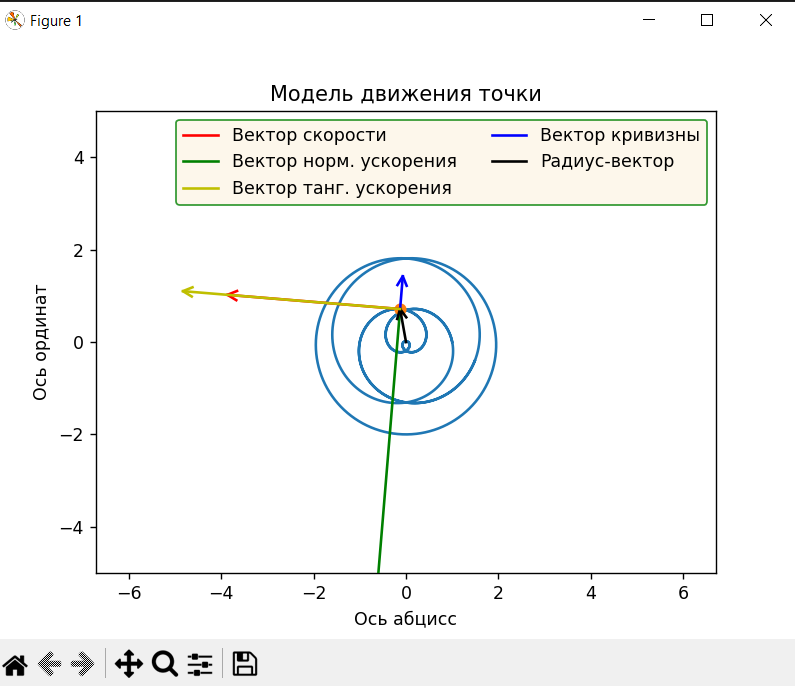 Figure 1
Модель движения точки
Вектор скорости
Вектор норм. ускорения
Вектор танг. ускорения
Вектор кривизны
Радиус-вектор
Ось ординат
4
2
0
−2
−4
−6
−4
−2
0
2
4
6
Ось абцисс